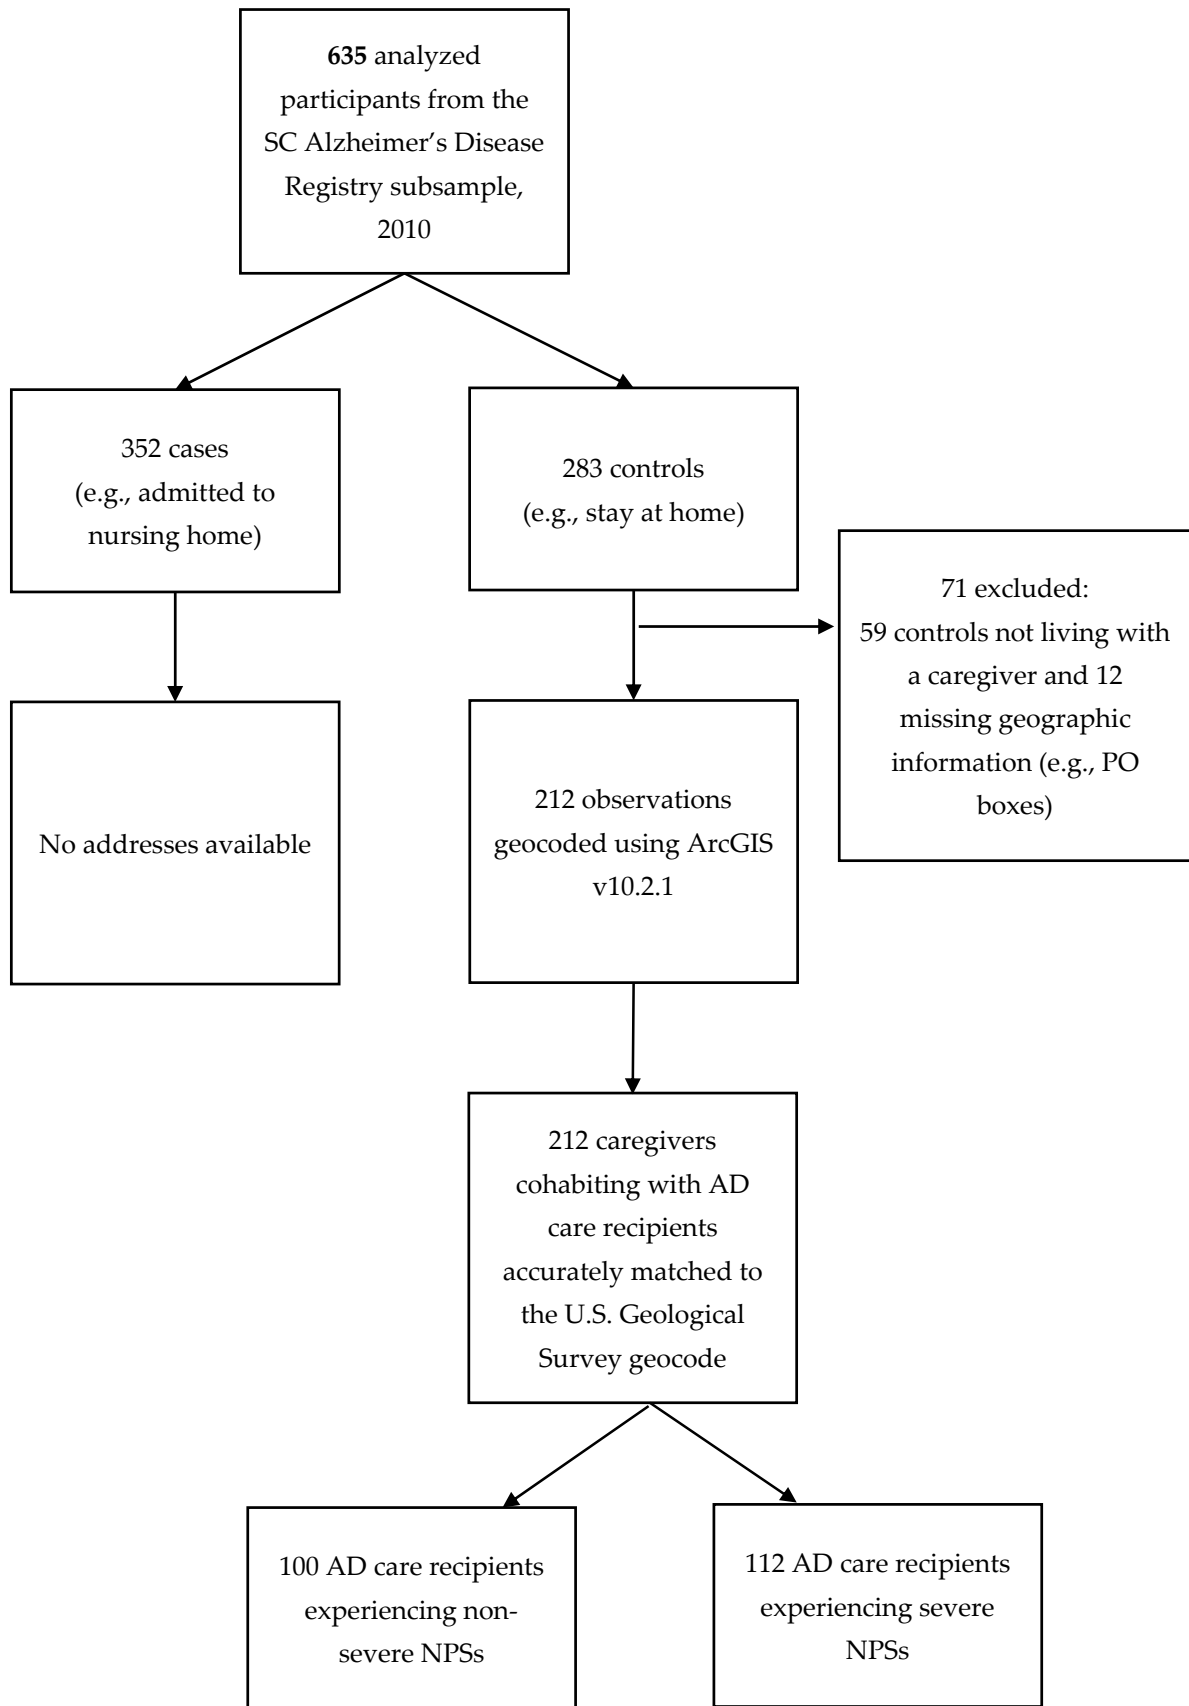 635 analyzed
participants from the
SC Alzheimer’s Disease
Registry subsample,
2010
352 cases
(e.g., admitted to
nursing home)
283 controls
(e.g., stay at home)
71 excluded:
59 controls not living with
a caregiver and 12
missing geographic
information (e.g., PO
boxes)
No addresses available
212 observations
geocoded using ArcGIS
v10.2.1
212 caregivers
cohabiting with AD
care recipients
accurately matched to
the U.S. Geological
Survey geocode
100 AD care recipients
experiencing non-
severe NPSs
112 AD care recipients
experiencing severe
NPSs